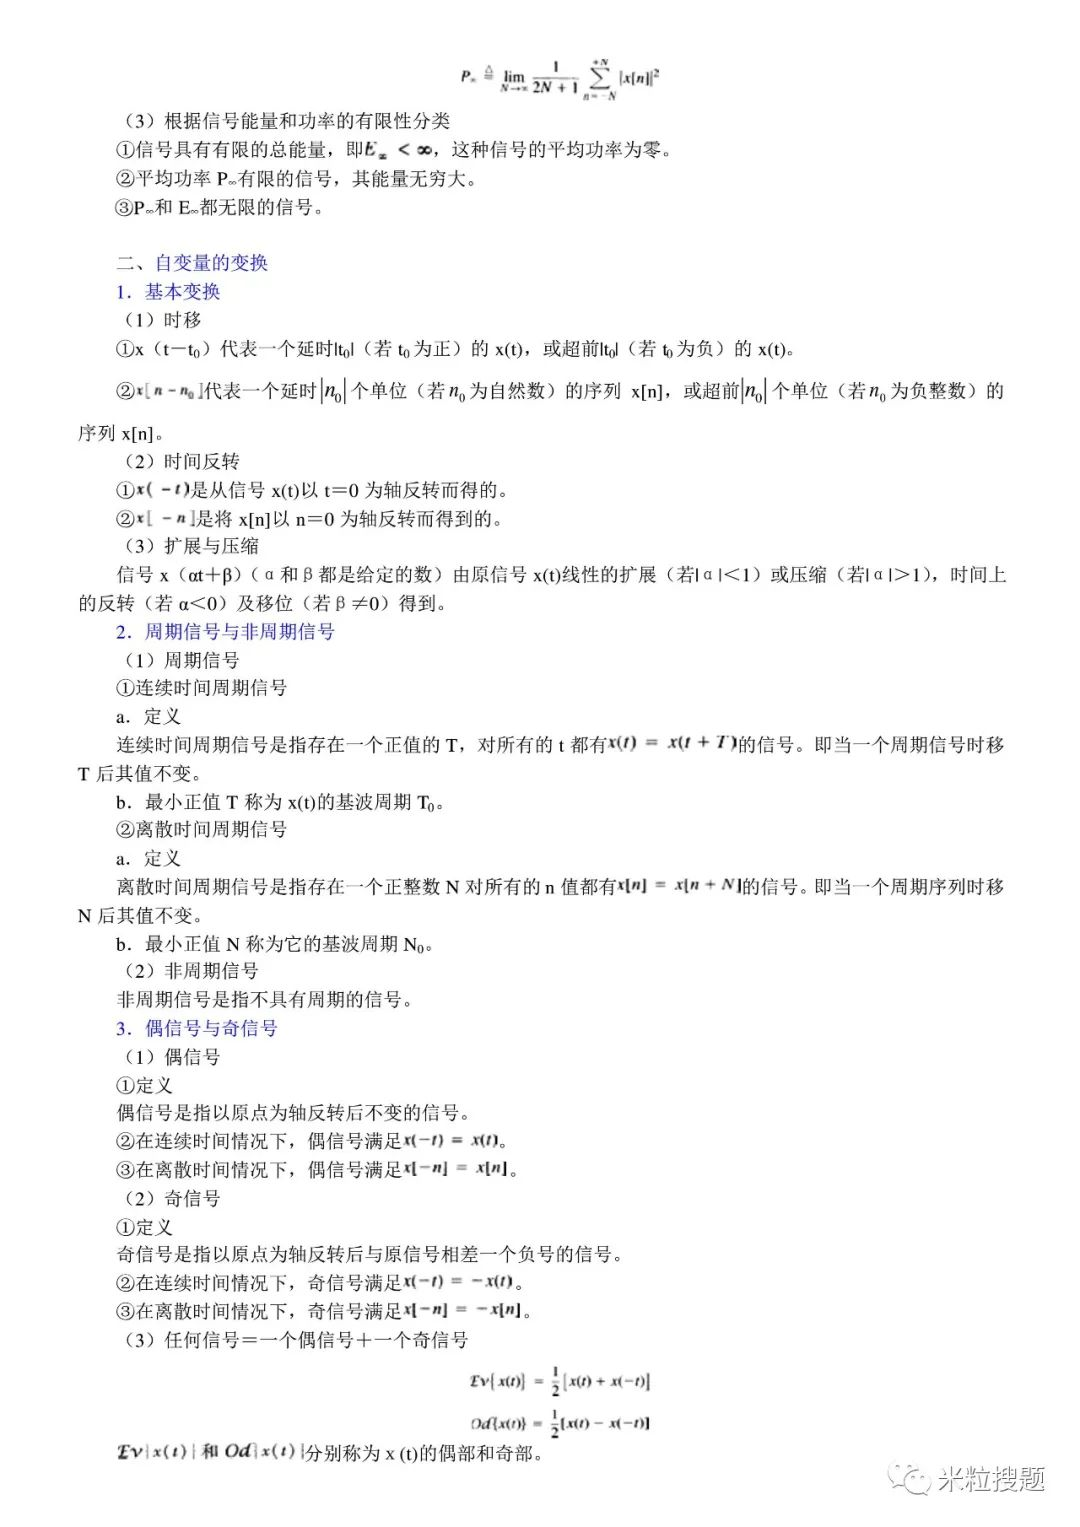 P∞ ≜ lim N→∞ 1/(2N + 1) ∑ n=-N +N |x[n]|²
（3）根据信号能量和功率的有限性分类
①信号具有有限的总能量，即E∞ < ∞，这种信号的平均功率为零。
②平均功率 P∞有限的信号，其能量无穷大。
③P∞和 E∞都无限的信号。
二、自变量的变换
1．基本变换
（1）时移
①x（t－t₀）代表一个延时|t₀|（若 t₀ 为正）的 x(t)，或超前|t₀|（若 t₀ 为负）的 x(t)。
②x[n - n₀]代表一个延时|n₀|个单位（若 n₀ 为自然数）的序列 x[n]，或超前|n₀|个单位（若 n₀ 为负整数）的
序列 x[n]。
（2）时间反转
①x(-t)是从信号 x(t)以 t＝0 为轴反转而得的。
②x[-n]是将 x[n]以 n＝0 为轴反转而得到的。
（3）扩展与压缩
信号 x（αt＋β）（α和β都是给定的数）由原信号 x(t)线性的扩展（若|α|＜1）或压缩（若|α|＞1），时间上
的反转（若 α＜0）及移位（若β≠0）得到。
2．周期信号与非周期信号
（1）周期信号
①连续时间周期信号
a．定义
连续时间周期信号是指存在一个正值的 T，对所有的 t 都有x(t) = x(t + T)的信号。即当一个周期信号时移
T 后其值不变。
b．最小正值 T 称为 x(t)的基波周期 T₀。
②离散时间周期信号
a．定义
离散时间周期信号是指存在一个正整数 N 对所有的 n 值都有x[n] = x[n + N]的信号。即当一个周期序列时移
N 后其值不变。
b．最小正值 N 称为它的基波周期 N₀。
（2）非周期信号
非周期信号是指不具有周期的信号。
3．偶信号与奇信号
（1）偶信号
①定义
偶信号是指以原点为轴反转后不变的信号。
②在连续时间情况下，偶信号满足x(-t) = x(t)。
③在离散时间情况下，偶信号满足x[-n] = x[n]。
（2）奇信号
①定义
奇信号是指以原点为轴反转后与原信号相差一个负号的信号。
②在连续时间情况下，奇信号满足x(-t) = -x(t)。
③在离散时间情况下，奇信号满足x[-n] = -x[n]。
（3）任何信号＝一个偶信号＋一个奇信号
Ev{x(t)} = 1/2[x(t) + x(-t)]
Od{x(t)} = 1/2[x(t) - x(-t)]
Ev{x(t)} 和 Od{x(t)}分别称为 x (t)的偶部和奇部。
米粒搜题